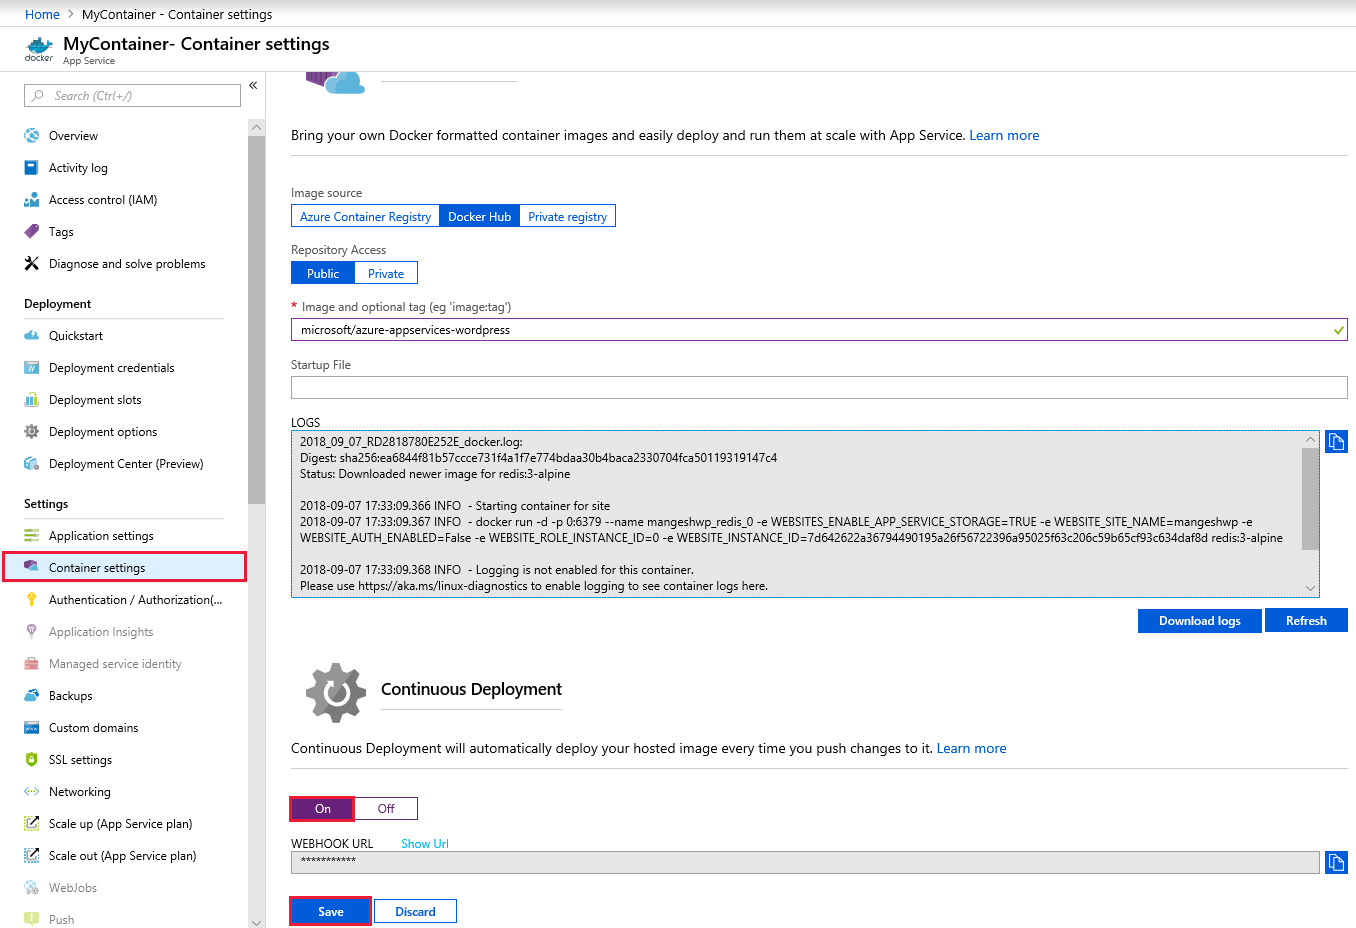 Home > MyContainer - Container settings
MyContainer- Container settings
App Service
docker
Search (Ctrl+/)
«
Overview
Activity log
Access control (IAM)
Tags
Diagnose and solve problems
Deployment
Quickstart
Deployment credentials
Deployment slots
Deployment options
Deployment Center (Preview)
Settings
Application settings
Container settings
Authentication / Authorization(...
Application Insights
Managed service identity
Backups
Custom domains
SSL settings
Networking
Scale up (App Service plan)
Scale out (App Service plan)
WebJobs
Push
Bring your own Docker formatted container images and easily deploy and run them at scale with App Service. Learn more
Image source
Azure Container Registry Docker Hub Private registry
Repository Access
Public Private
* Image and optional tag (eg 'image:tag')
microsoft/azure-appservices-wordpress
Startup File
LOGS
2018_09_07_RD2818780E252E_docker.log:
Digest: sha256:ea6844f81b57ccce731f4a1f7e774bdaa30b4baca2330704fca50119319147c4
Status: Downloaded newer image for redis:3-alpine
2018-09-07 17:33:09.366 INFO - Starting container for site
2018-09-07 17:33:09.367 INFO - docker run -d -p 0:6379 --name mangeshwp_redis_0 -e WEBSITES_ENABLE_APP_SERVICE_STORAGE=TRUE -e WEBSITE_SITE_NAME=mangeshwp -e
WEBSITE_AUTH_ENABLED=False -e WEBSITE_ROLE_INSTANCE_ID=0 -e WEBSITE_INSTANCE_ID=7d642622a36794490195a26f56722396a95025f63c206c59b65cf93c634daf8d redis:3-alpine
2018-09-07 17:33:09.368 INFO - Logging is not enabled for this container.
Please use https://aka.ms/linux-diagnostics to enable logging to see container logs here.
Download logs Refresh
Continuous Deployment
Continuous Deployment will automatically deploy your hosted image every time you push changes to it. Learn more
On Off
WEBHOOK URL Show Url
***********
Save Discard